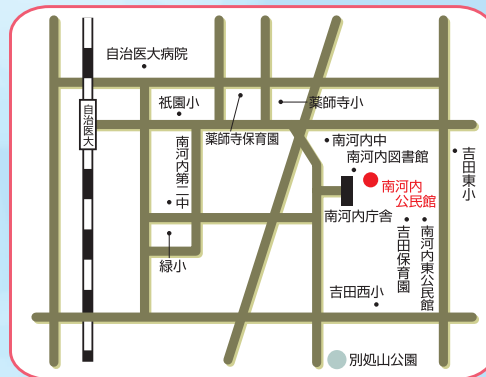 自治医大病院
自治医大
祇園小
薬師寺保育園
薬師寺小
南河内第二中
南河内中
南河内図書館
南河内
公民館
吉田東小
南河内庁舎
吉田保育園
南河内東公民館
緑小
吉田西小
別処山公園